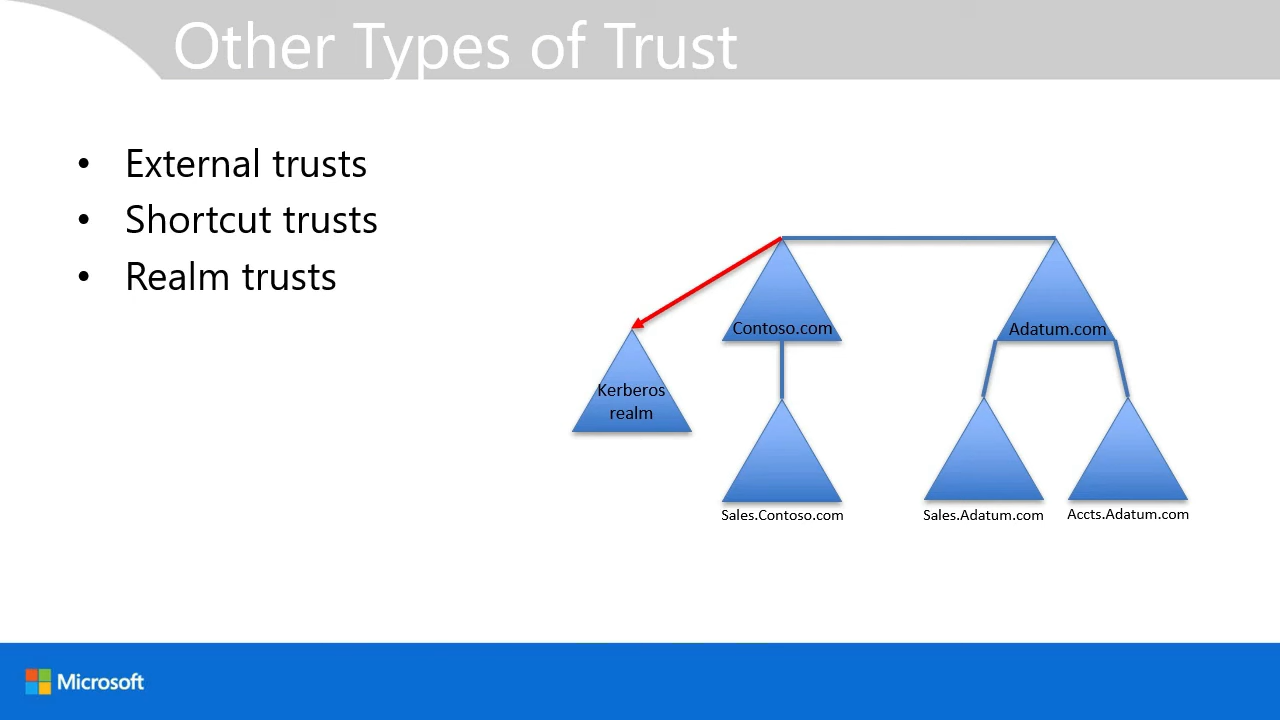 Other Types of Trust
• External trusts
• Shortcut trusts
• Realm trusts
Contoso.com
Adatum.com
Kerberos
realm
Sales.Contoso.com
Sales.Adatum.com
Accts.Adatum.com
Microsoft